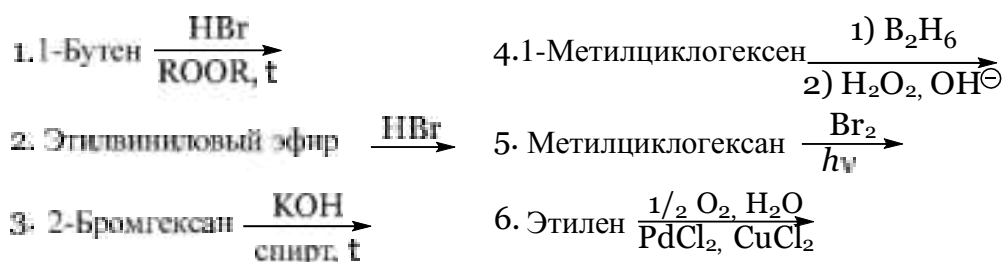 1. 1-Бутен HBr ROOR, t
2. Этилвиниловый эфир HBr
3. 2-Бромгексан KOH спирт, t
4. 1-Метилциклогексен 1) B₂H₆ 2) H₂O₂, OH⊖
5. Метилциклогексан Br₂ hν
6. Этилен 1/₂ O₂, H₂O PdCl₂, CuCl₂